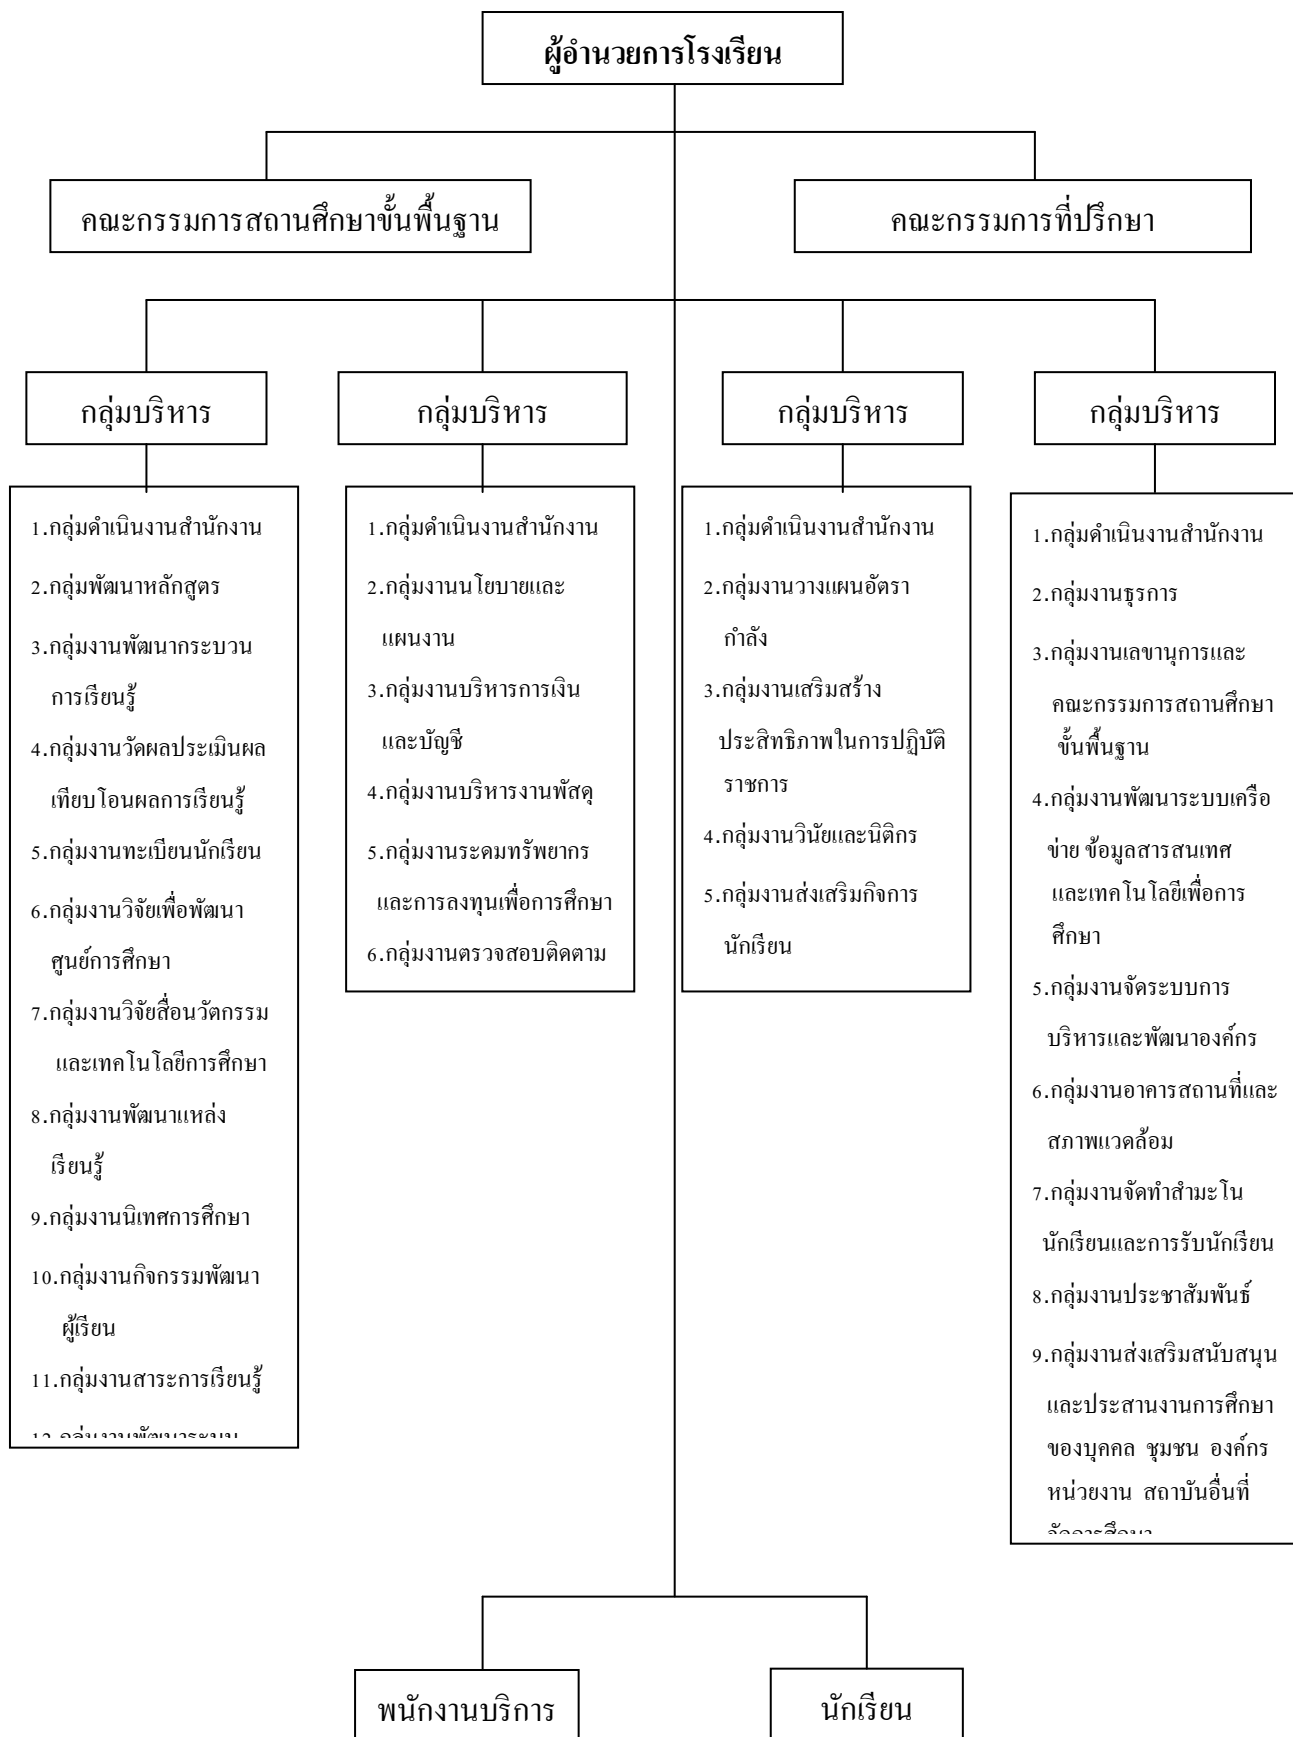 ผู้อำนวยการโรงเรียน
คณะกรรมการสถานศึกษาขั้นพื้นฐาน
คณะกรรมการที่ปรึกษา
กลุ่มบริหาร
กลุ่มบริหาร
กลุ่มบริหาร
กลุ่มบริหาร
1.กลุ่มดำเนินงานสำนักงาน
2.กลุ่มพัฒนาหลักสูตร
3.กลุ่มงานพัฒนากระบวน
การเรียนรู้
4.กลุ่มงานวัดผลประเมินผล
เทียบโอนผลการเรียนรู้
5.กลุ่มงานทะเบียนนักเรียน
6.กลุ่มงานวิจัยเพื่อพัฒนา
ศูนย์การศึกษา
7.กลุ่มงานวิจัยสื่อนวัตกรรม
และเทคโนโลยีการศึกษา
8.กลุ่มงานพัฒนาแหล่ง
เรียนรู้
9.กลุ่มงานนิเทศการศึกษา
10.กลุ่มงานกิจกรรมพัฒนา
ผู้เรียน
11.กลุ่มงานสาระการเรียนรู้
12.กลุ่มงานพัฒนาระบบ
1.กลุ่มดำเนินงานสำนักงาน
2.กลุ่มงานนโยบายและ
แผนงาน
3.กลุ่มงานบริหารการเงิน
และบัญชี
4.กลุ่มงานบริหารงานพัสดุ
5.กลุ่มงานระดมทรัพยากร
และการลงทุนเพื่อการศึกษา
6.กลุ่มงานตรวจสอบติดตาม
1.กลุ่มดำเนินงานสำนักงาน
2.กลุ่มงานวางแผนอัตรา
กำลัง
3.กลุ่มงานเสริมสร้าง
ประสิทธิภาพในการปฏิบัติ
ราชการ
4.กลุ่มงานวินัยและนิติกร
5.กลุ่มงานส่งเสริมกิจการ
นักเรียน
1.กลุ่มดำเนินงานสำนักงาน
2.กลุ่มงานธุรการ
3.กลุ่มงานเลขานุการและ
คณะกรรมการสถานศึกษา
ขั้นพื้นฐาน
4.กลุ่มงานพัฒนาระบบเครือ
ข่าย ข้อมูลสารสนเทศ
และเทคโนโลยีเพื่อการ
ศึกษา
5.กลุ่มงานจัดระบบการ
บริหารและพัฒนาองค์กร
6.กลุ่มงานอาคารสถานที่และ
สภาพแวดล้อม
7.กลุ่มงานจัดทำสำมะโน
นักเรียนและการรับนักเรียน
8.กลุ่มงานประชาสัมพันธ์
9.กลุ่มงานส่งเสริมสนับสนุน
และประสานงานการศึกษา
ของบุคคล ชุมชน องค์กร
หน่วยงาน สถาบันอื่นที่
จัดการศึกษา
พนักงานบริการ
นักเรียน